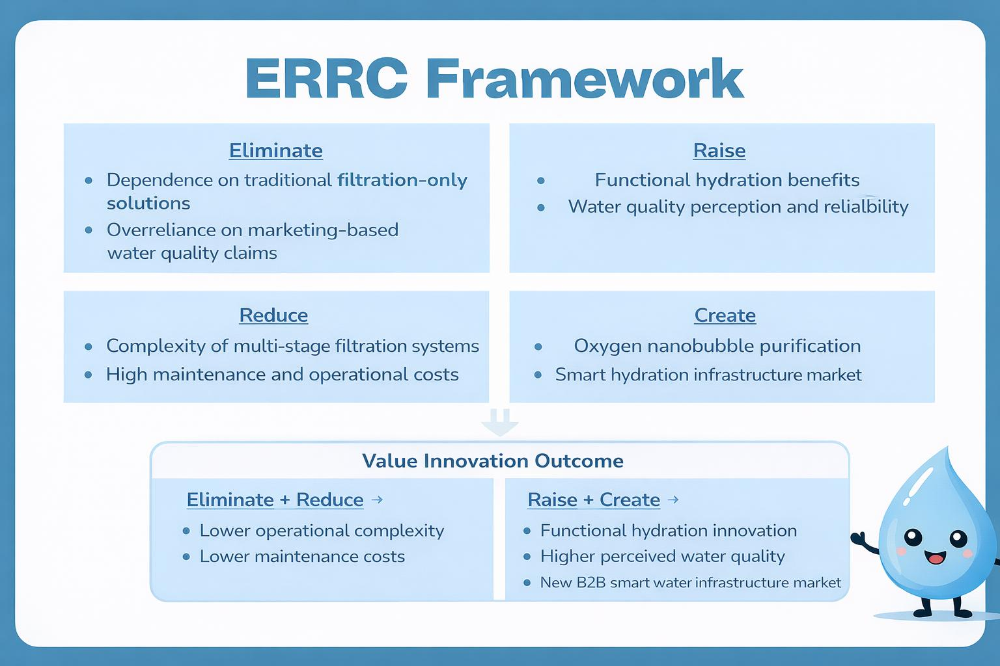 ERRC Framework
Eliminate
• Dependence on traditional filtration-only
solutions
• Overreliance on marketing-based
water quality claims
Raise
• Functional hydration benefits
• Water quality perception and relialbility
Reduce
• Complexity of multi-stage filtration systems
• High maintenance and operational costs
Create
• Oxygen nanobubble purification
• Smart hydration infrastructure market
Value Innovation Outcome
Eliminate + Reduce →
• Lower operational complexity
• Lower maintenance costs
Raise + Create →
• Functional hydration innovation
• Higher perceived water quality
• New B2B smart water infrastructure market